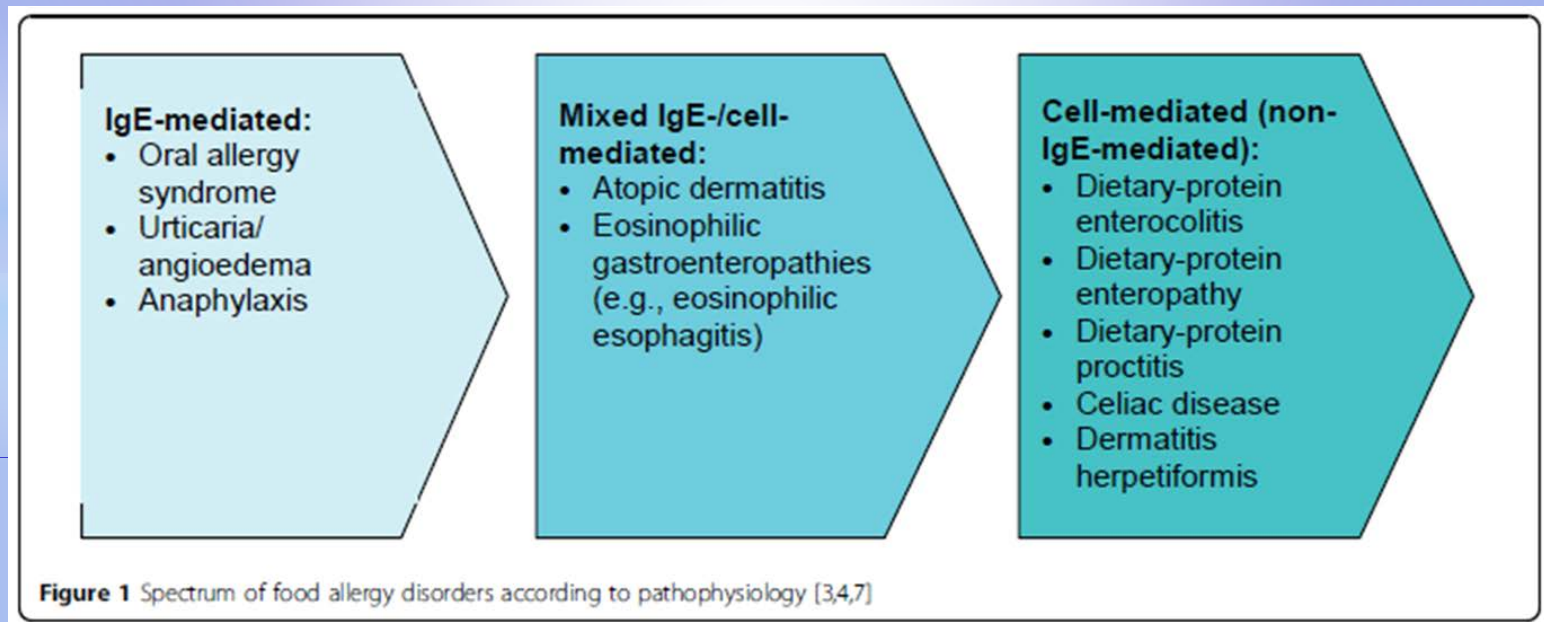 IgE-mediated:
• Oral allergy
syndrome
• Urticaria/
angioedema
• Anaphylaxis
Mixed IgE-/cell-
mediated:
• Atopic dermatitis
• Eosinophilic
gastroenteropathies
(e.g., eosinophilic
esophagitis)
Cell-mediated (non-
IgE-mediated):
• Dietary-protein
enterocolitis
• Dietary-protein
enteropathy
• Dietary-protein
proctitis
• Celiac disease
• Dermatitis
herpetiformis
Figure 1 Spectrum of food allergy disorders according to pathophysiology [3,4,7]